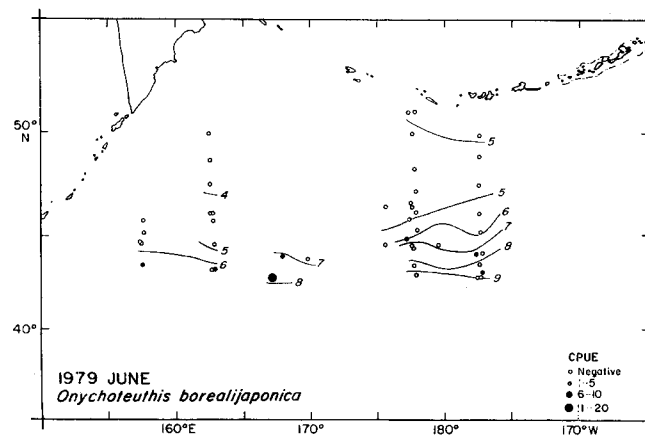 50°
N
4
5
6
7
8
5
5
6
7
8
9
40°
1979 JUNE
Onychoteuthis borealijaponica
CPUE
Negative
1-5
6-10
11-20
160°E
170°
180°
170°W